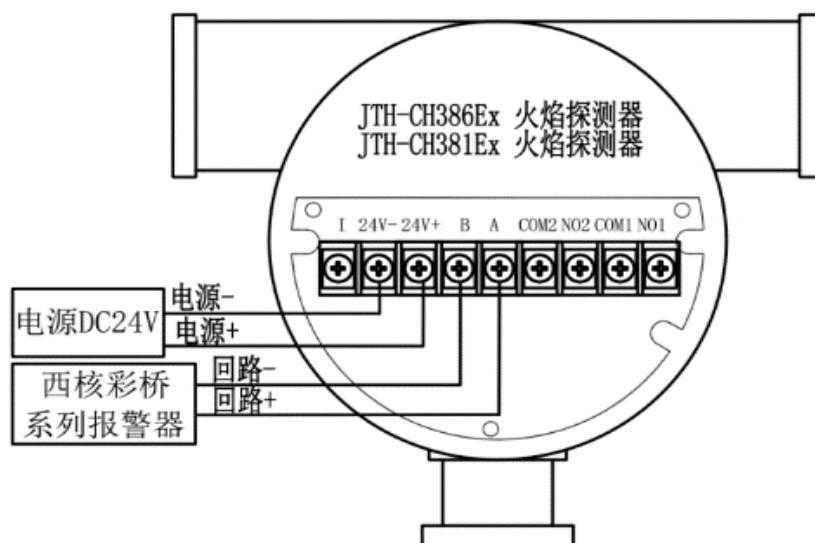 JTH-CH386Ex 火焰探测器
JTH-CH381Ex 火焰探测器
I 24V- 24V+ B A COM2 NO2 COM1 NO1
电源-
电源DC24V
电源+
回路-
西核彩桥
回路+
系列报警器